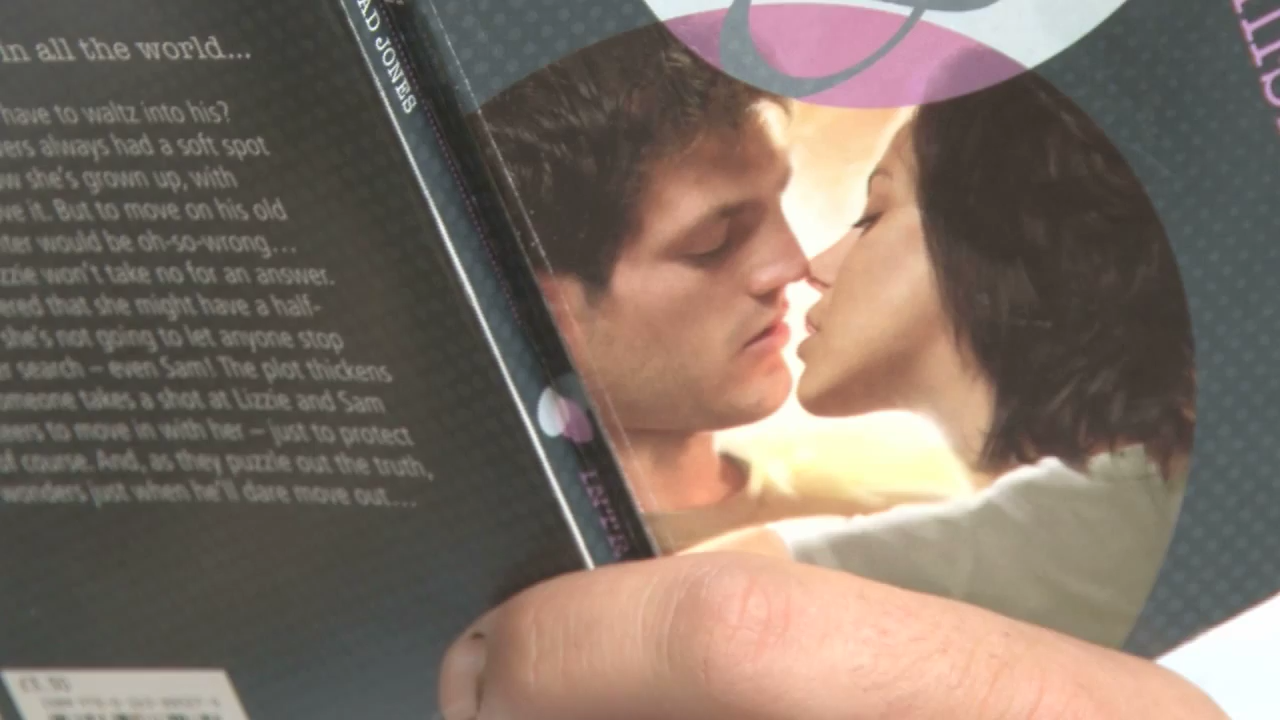 in all the world...
have to waltz into his?
ers always had a soft spot
w she's grown up, with
ve it. But to move on his old
ter would be oh-so-wrong...
zzie won't take no for an answer.
ered that she might have a half-
she's not going to let anyone stop
r search – even Sam! The plot thickens
omeone takes a shot at Lizzie and Sam
wers to move in with her – just to protect
of course. And, as they puzzle out the truth,
wonders just when he'll dare move out...
AD JONES
INTR